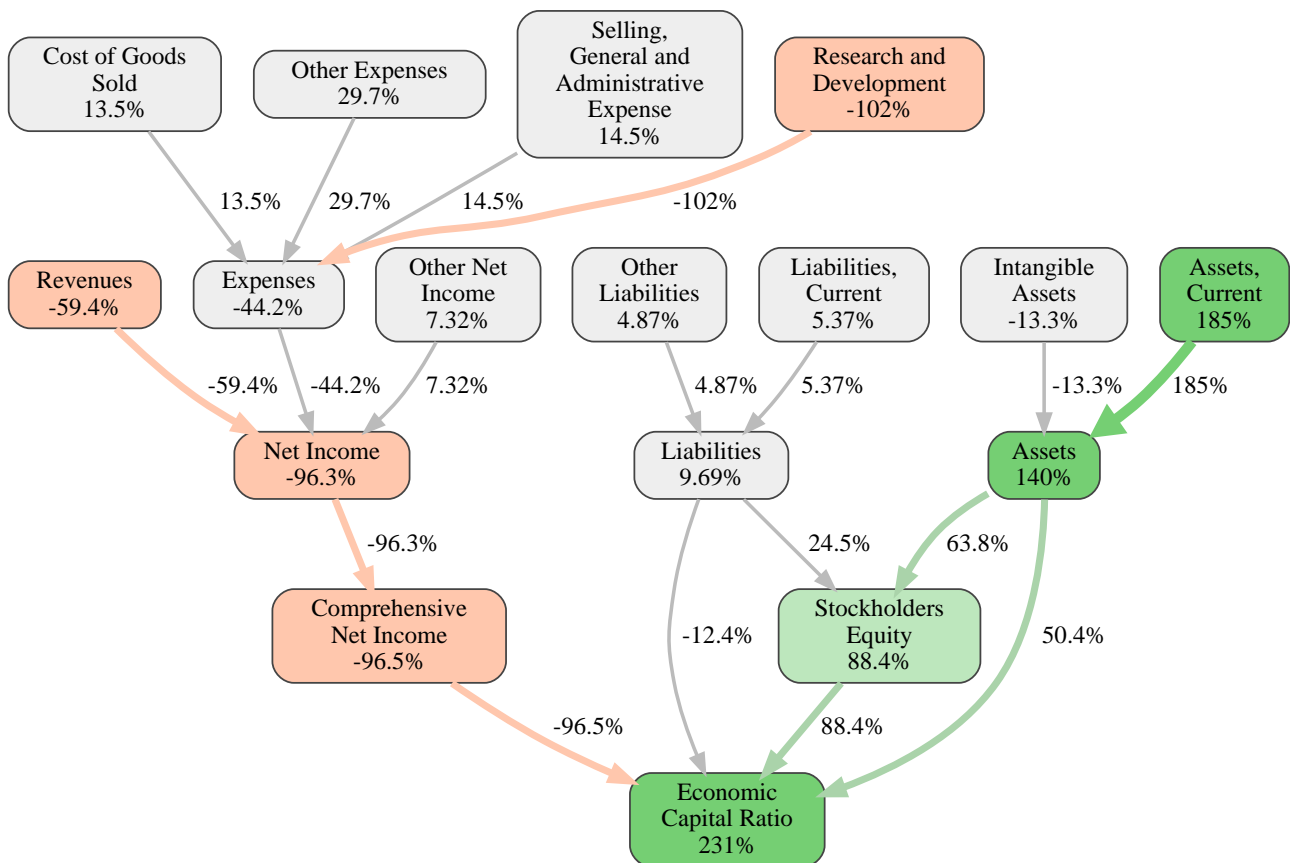 Cost of Goods
Sold
13.5%
Other Expenses
29.7%
Selling,
General and
Administrative
Expense
14.5%
Research and
Development
-102%
13.5%
29.7%
14.5%
-102%
Revenues
-59.4%
Expenses
-44.2%
Other Net
Income
7.32%
Other
Liabilities
4.87%
Liabilities,
Current
5.37%
Intangible
Assets
-13.3%
Assets,
Current
185%
-59.4%
-44.2%
7.32%
4.87%
5.37%
-13.3%
185%
Net Income
-96.3%
Liabilities
9.69%
Assets
140%
-96.3%
24.5%
63.8%
Comprehensive
Net Income
-96.5%
-12.4%
Stockholders
Equity
88.4%
50.4%
-96.5%
88.4%
Economic
Capital Ratio
231%